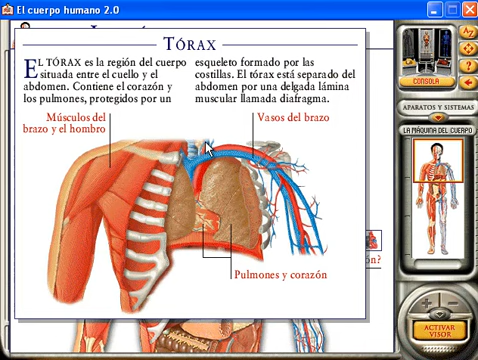 El cuerpo humano 2.0
TÓRAX
EL TÓRAX es la región del cuerpo
situada entre el cuello y el
abdomen. Contiene el corazón y
los pulmones, protegidos por un
esqueleto formado por las
costillas. El tórax está separado del
abdomen por una delgada lámina
muscular llamada diafragma.
Músculos del
brazo y el hombro
Vasos del brazo
Pulmones y corazón
ón?
CONSOLA
AZ
?
APARATOS Y SISTEMAS
LA MÁQUINA DEL CUERPO
ACTIVAR
VISOR